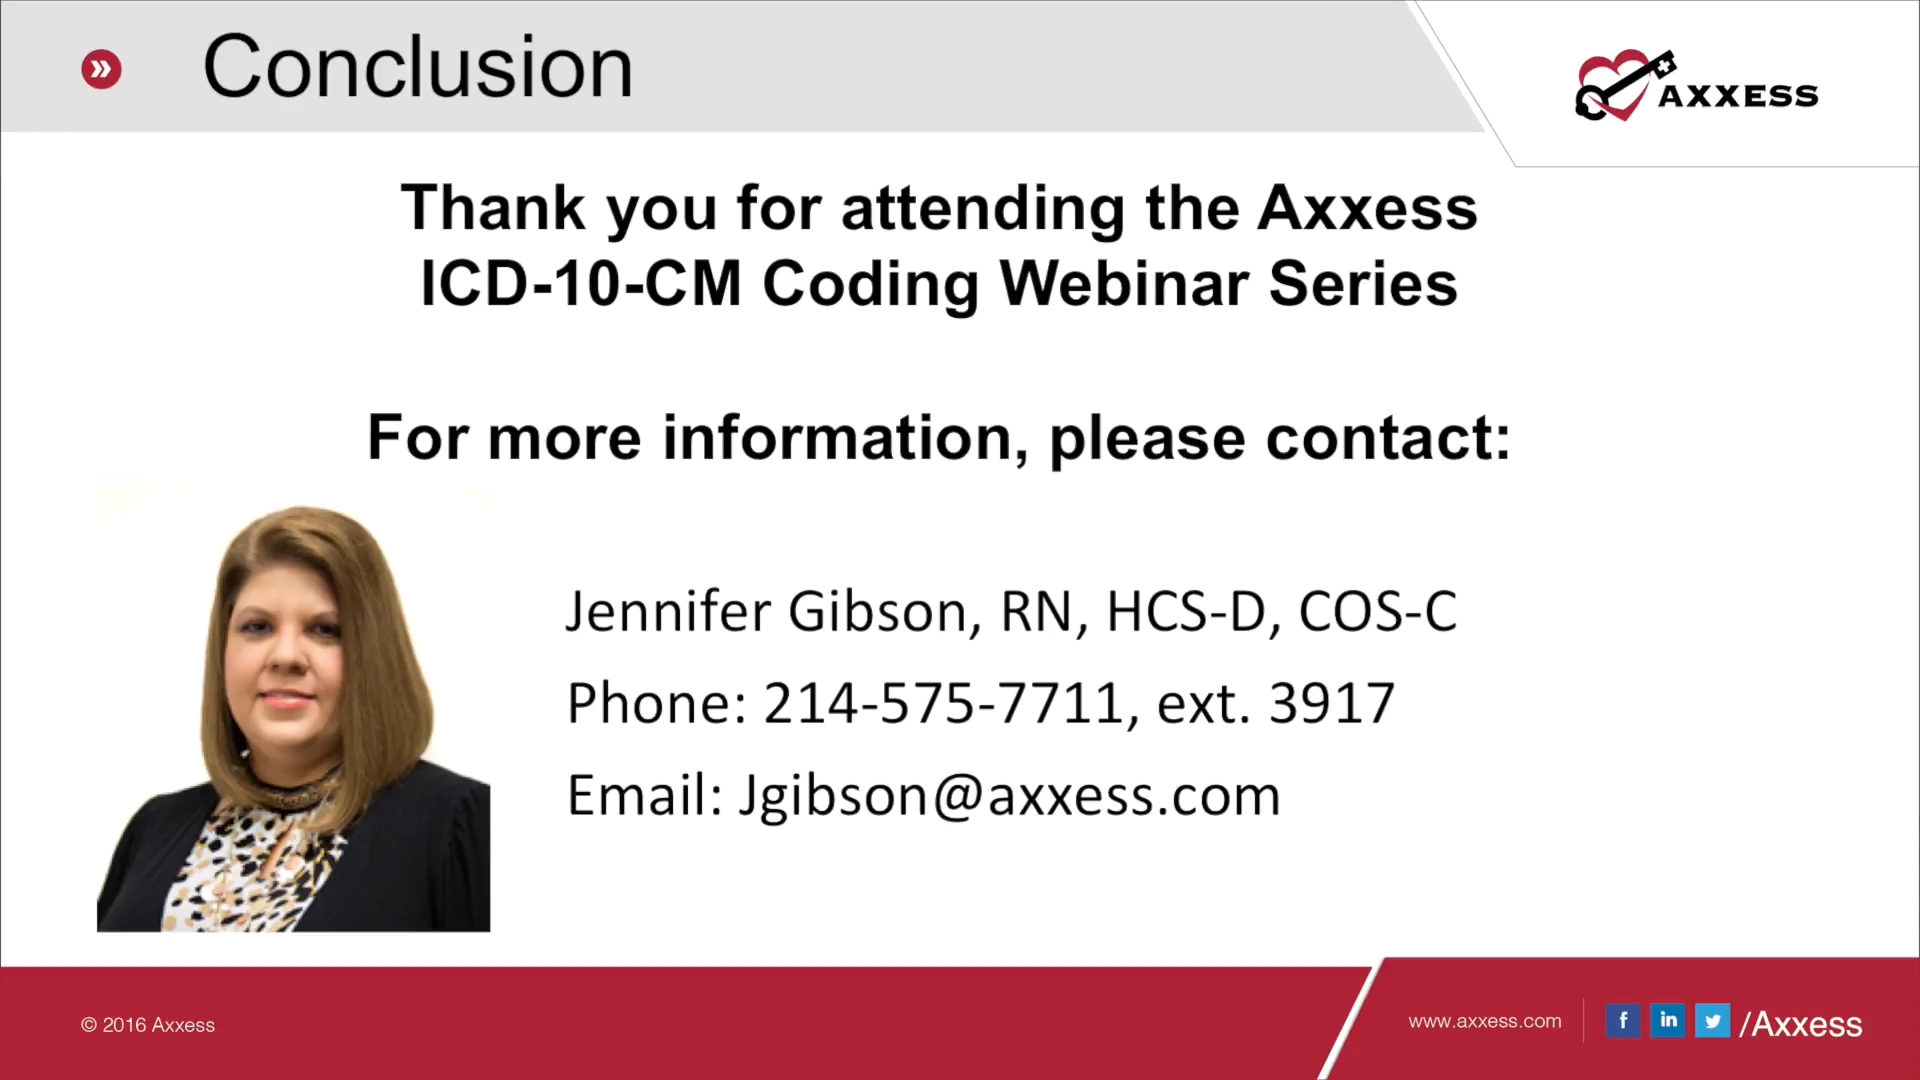 Conclusion
AXXESS
Thank you for attending the Axxess
ICD-10-CM Coding Webinar Series
For more information, please contact:
Jennifer Gibson, RN, HCS-D, COS-C
Phone: 214-575-7711, ext. 3917
Email: Jgibson@axxess.com
© 2016 Axxess
www.axxess.com
/Axxess